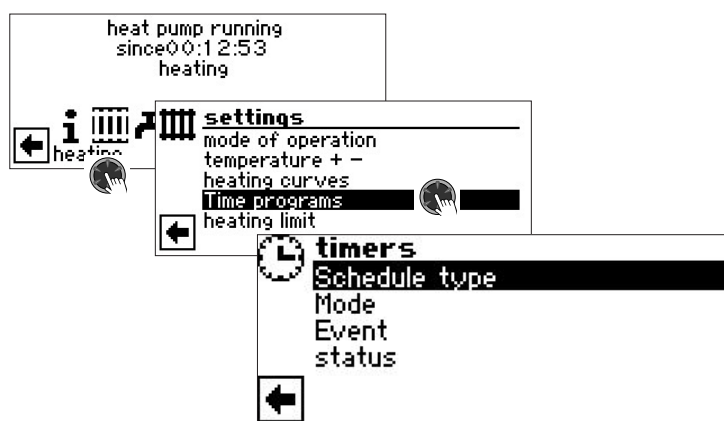 heat pump running
since00:12:53
heating
heating
settings
mode of operation
temperature + -
heating curves
Time programs
heating limit
timers
Schedule type
Mode
Event
status